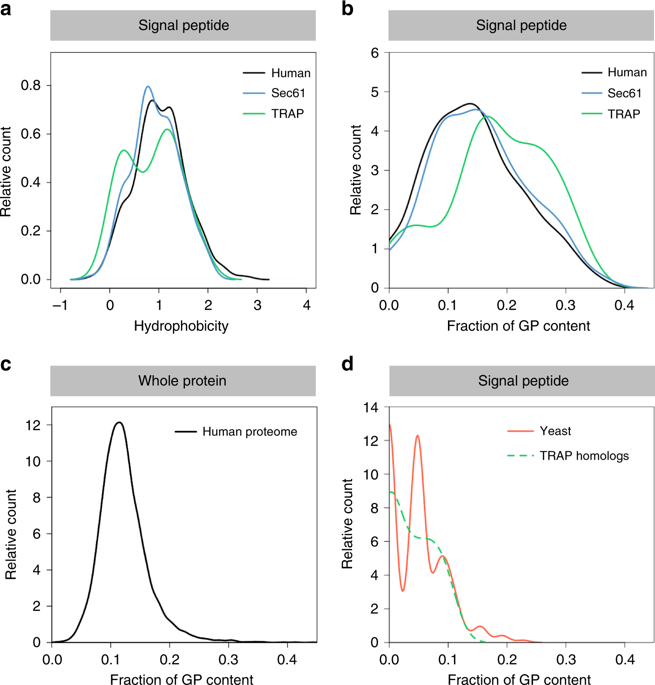 a
Signal peptide
Relative count
0.8
0.6
0.4
0.2
0.0
Human
Sec61
TRAP
−1 0 1 2 3 4
Hydrophobicity
b
Signal peptide
Relative count
6
5
4
3
2
1
0
Human
Sec61
TRAP
0.0 0.1 0.2 0.3 0.4
Fraction of GP content
c
Whole protein
Relative count
12
10
8
6
4
2
0
Human proteome
0.0 0.1 0.2 0.3 0.4
Fraction of GP content
d
Signal peptide
Relative count
14
12
10
8
6
4
2
0
Yeast
TRAP homologs
0.0 0.1 0.2 0.3 0.4
Fraction of GP content